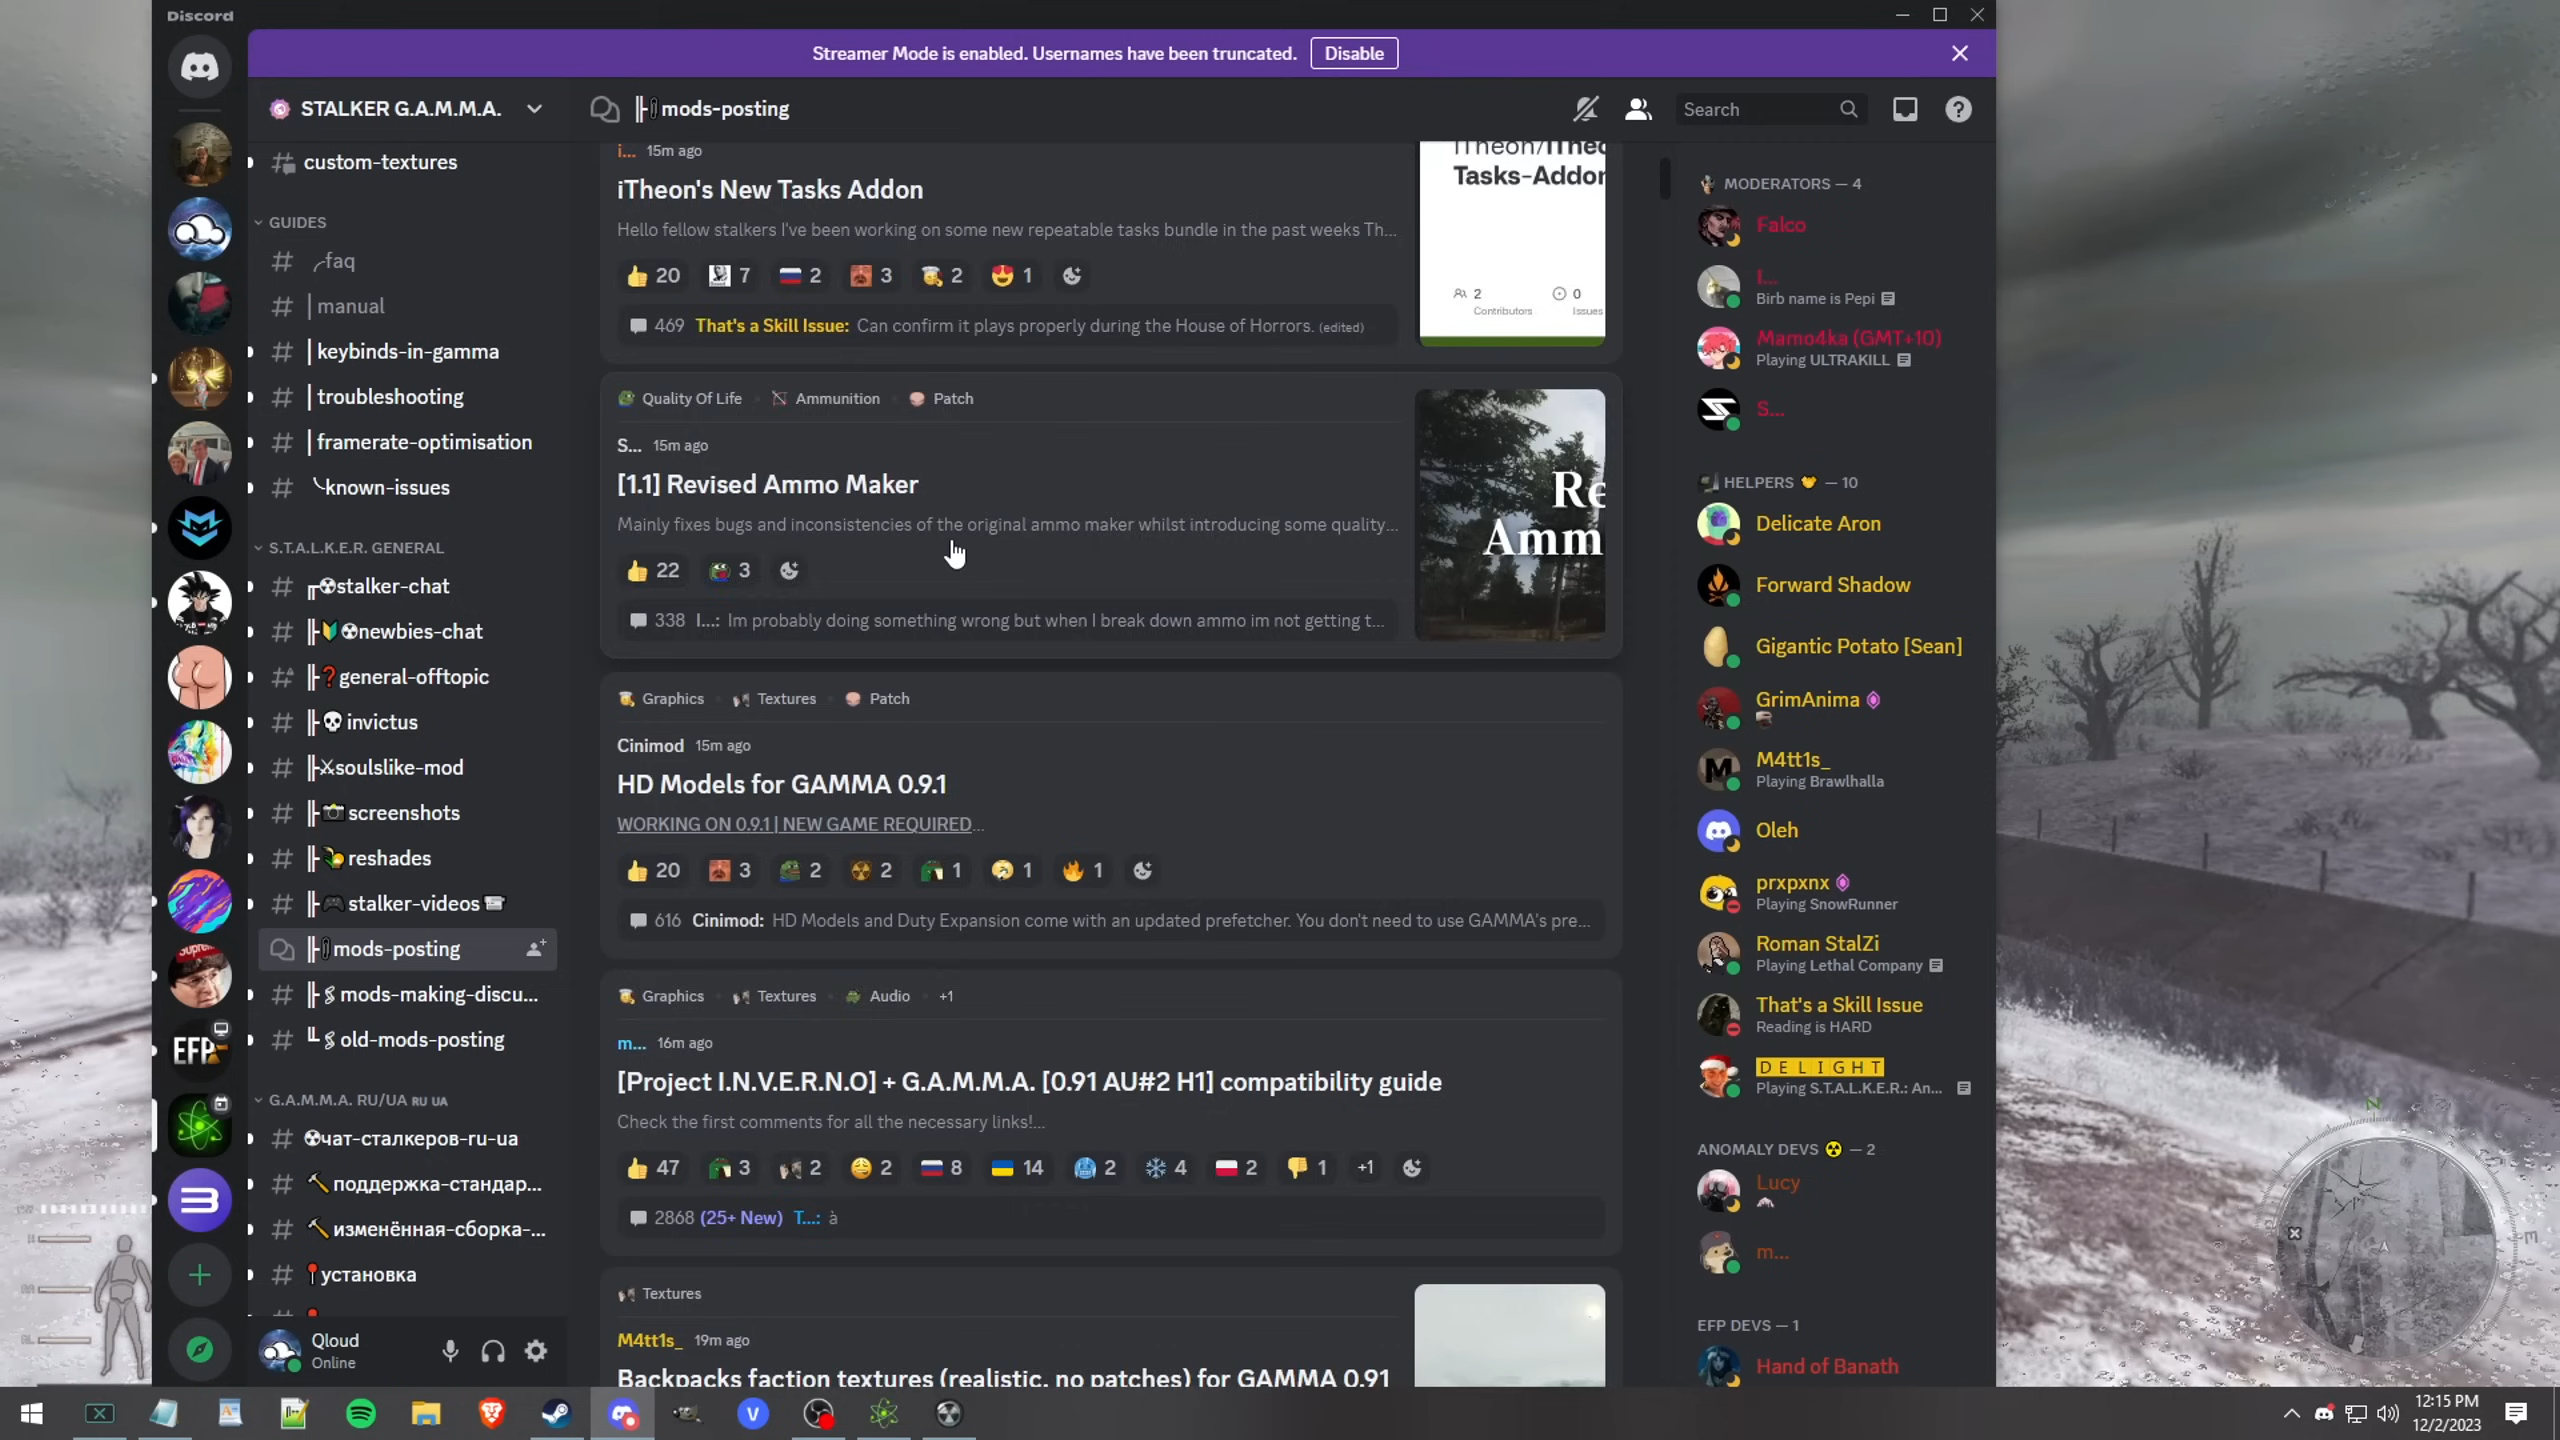 Discord
Streamer Mode is enabled. Usernames have been truncated. Disable
STALKER G.A.M.M.A.
custom-textures
GUIDES
faq
manual
keybinds-in-gamma
troubleshooting
framerate-optimisation
known-issues
S.T.A.L.K.E.R. GENERAL
stalker-chat
newbies-chat
general-offtopic
invictus
soulslike-mod
screenshots
reshades
stalker-videos
mods-posting
mods-making-discu...
old-mods-posting
G.A.M.M.A. RU/UA RU UA
чат-сталкеров-ru-ua
поддержка-стандар...
изменённая-сборка-...
установка
EFP
Qloud
Online
mods-posting
Search
i... 15m ago
iTheon's New Tasks Addon
Hello fellow stalkers I've been working on some new repeatable tasks bundle in the past weeks Th...
20 7 2 3 2 1
469 That's a Skill Issue: Can confirm it plays properly during the House of Horrors. (edited)
Tasks-Addon
2 Contributors
0 Issues
Quality Of Life Ammunition Patch
S... 15m ago
[1.1] Revised Ammo Maker
Mainly fixes bugs and inconsistencies of the original ammo maker whilst introducing some quality...
22 3
338 I...: Im probably doing something wrong but when I break down ammo im not getting t...
Re
Amm
Graphics Textures Patch
Cinimod 15m ago
HD Models for GAMMA 0.9.1
WORKING ON 0.9.1 | NEW GAME REQUIRED...
20 3 2 2 1 1 1
616 Cinimod: HD Models and Duty Expansion come with an updated prefetcher. You don't need to use GAMMA's pre...
Graphics Textures Audio +1
m... 16m ago
[Project I.N.V.E.R.N.O] + G.A.M.M.A. [0.91 AU#2 H1] compatibility guide
Check the first comments for all the necessary links!...
47 3 2 2 8 14 2 4 2 1 +1
2868 (25+ New) T...: à
Textures
M4tt1s_ 19m ago
Backpacks faction textures (realistic, no patches) for GAMMA 0.91
MODERATORS — 4
Falco
I...
Birb name is Pepi
Mamo4ka (GMT+10)
Playing ULTRAKILL
S...
HELPERS — 10
Delicate Aron
Forward Shadow
Gigantic Potato [Sean]
GrimAnima
M4tt1s_
Playing Brawlhalla
Oleh
prxpxnx
Playing SnowRunner
Roman StalZi
Playing Lethal Company
That's a Skill Issue
Reading is HARD
DELIGHT
Playing S.T.A.L.K.E.R.: An...
ANOMALY DEVS — 2
Lucy
m...
EFP DEVS — 1
Hand of Banath
N
E
12:15 PM
12/2/2023